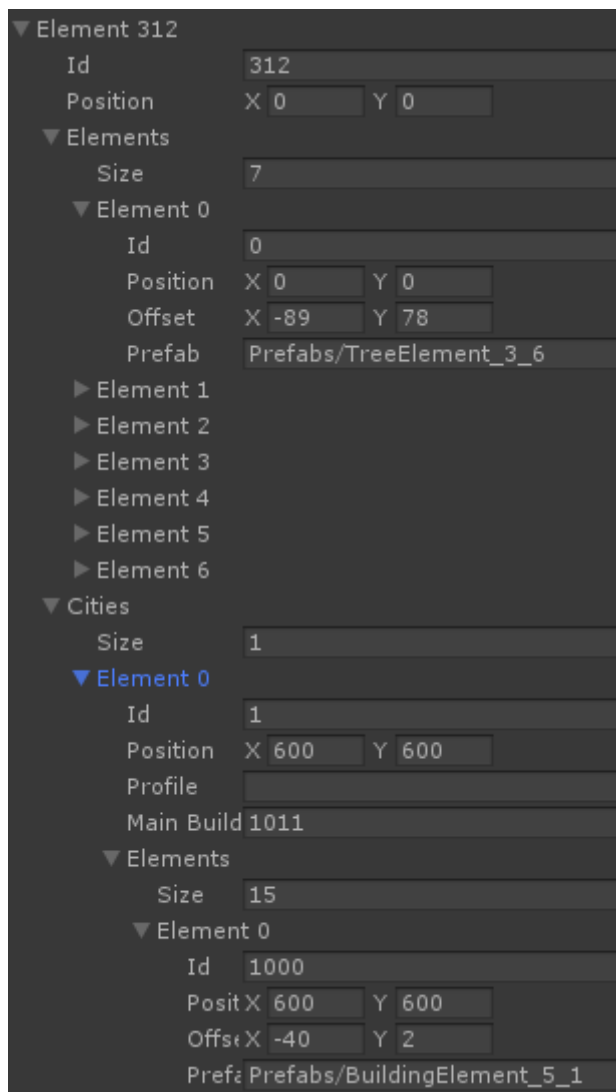 Element 312
Id 312
Position X 0 Y 0
Elements
Size 7
Element 0
Id 0
Position X 0 Y 0
Offset X -89 Y 78
Prefab Prefabs/TreeElement_3_6
Element 1
Element 2
Element 3
Element 4
Element 5
Element 6
Cities
Size 1
Element 0
Id 1
Position X 600 Y 600
Profile
Main Build 1011
Elements
Size 15
Element 0
Id 1000
Posit X 600 Y 600
Offse X -40 Y 2
Prefa Prefabs/BuildingElement_5_1